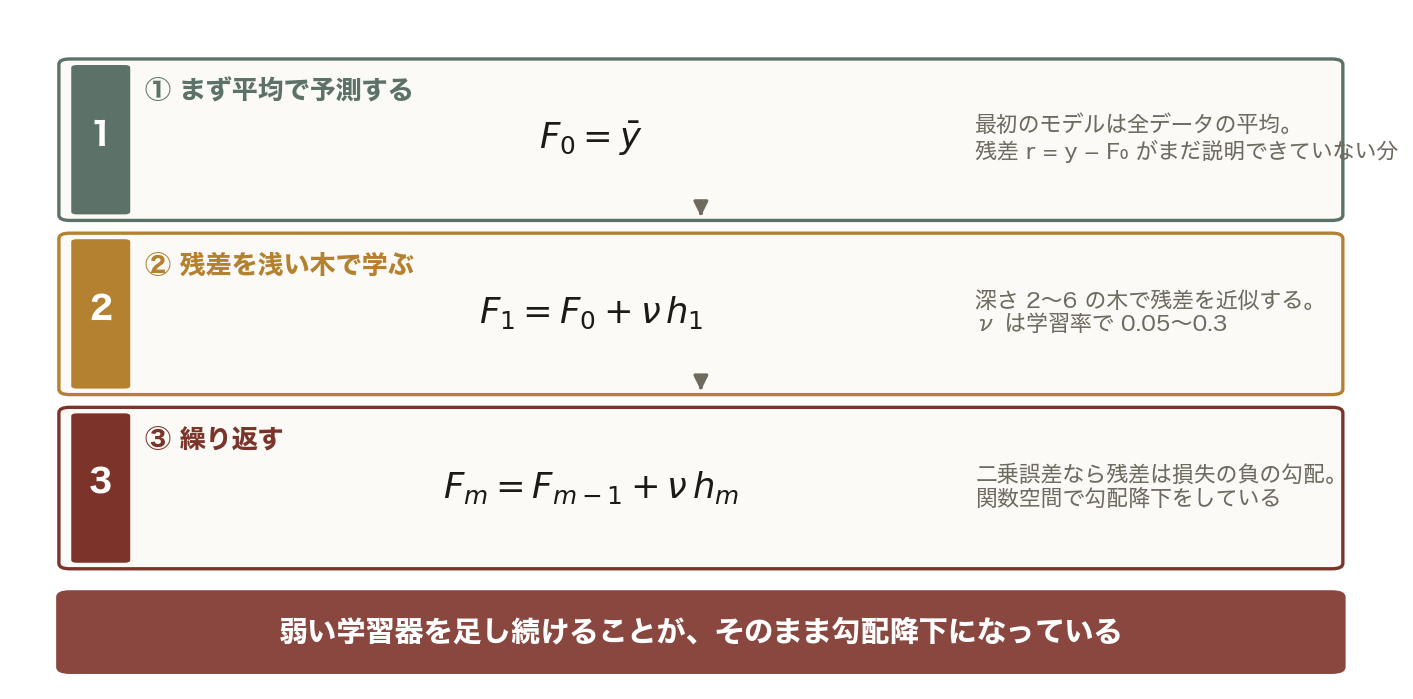 1
① まず平均で予測する
F₀ = ȳ
最初のモデルは全データの平均。
残差 r = y − F₀ がまだ説明できていない分
2
② 残差を浅い木で学ぶ
F₁ = F₀ + ν h₁
深さ 2〜6 の木で残差を近似する。
ν は学習率で 0.05〜0.3
3
③ 繰り返す
Fₘ = Fₘ₋₁ + ν hₘ
二乗誤差なら残差は損失の負の勾配。
関数空間で勾配降下をしている
弱い学習器を足し続けることが、そのまま勾配降下になっている